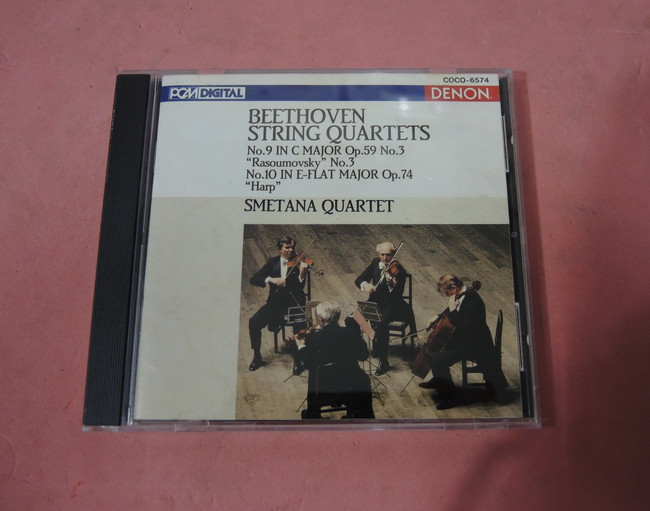 COCO-6574
PCM DIGITAL DENON
BEETHOVEN
STRING QUARTETS
No.9 IN C MAJOR Op.59 No.3
“Rasoumovsky” No.3
No.10 IN E-FLAT MAJOR Op.74
“Harp”
SMETANA QUARTET